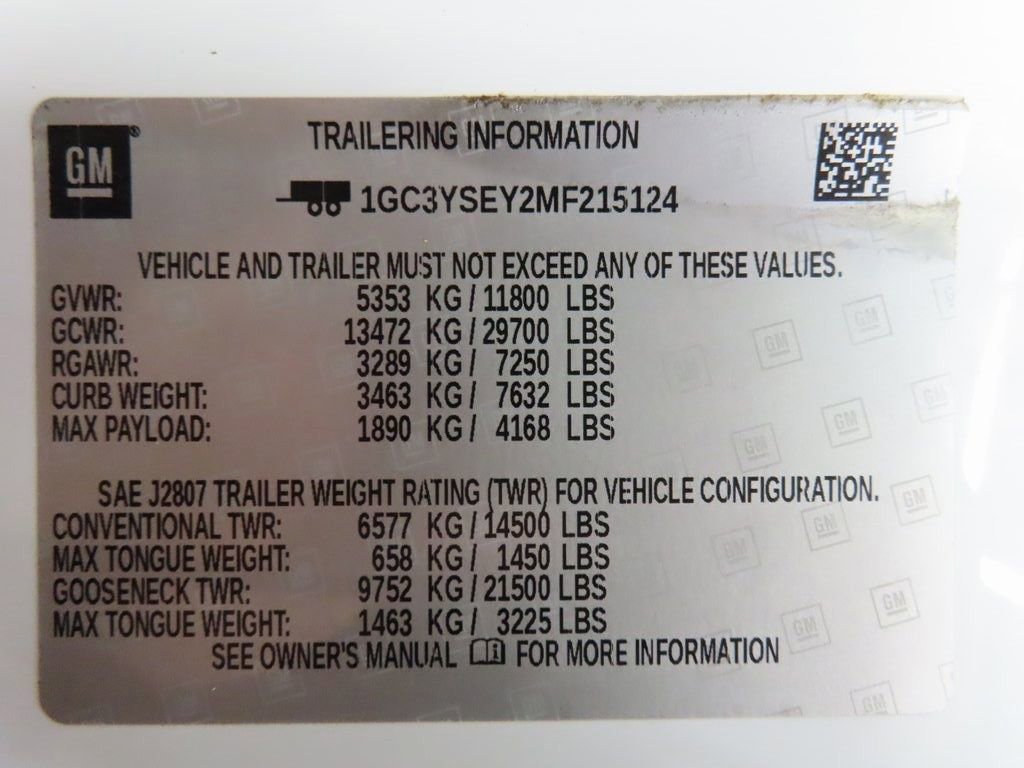 GM
TRAILERING INFORMATION
1GC3YSEY2MF215124
VEHICLE AND TRAILER MUST NOT EXCEED ANY OF THESE VALUES.
GVWR: 5353 KG / 11800 LBS
GCWR: 13472 KG / 29700 LBS
RGAWR: 3289 KG / 7250 LBS
CURB WEIGHT: 3463 KG / 7632 LBS
MAX PAYLOAD: 1890 KG / 4168 LBS
SAE J2807 TRAILER WEIGHT RATING (TWR) FOR VEHICLE CONFIGURATION.
CONVENTIONAL TWR: 6577 KG / 14500 LBS
MAX TONGUE WEIGHT: 658 KG / 1450 LBS
GOOSENECK TWR: 9752 KG / 21500 LBS
MAX TONGUE WEIGHT: 1463 KG / 3225 LBS
SEE OWNER'S MANUAL FOR MORE INFORMATION